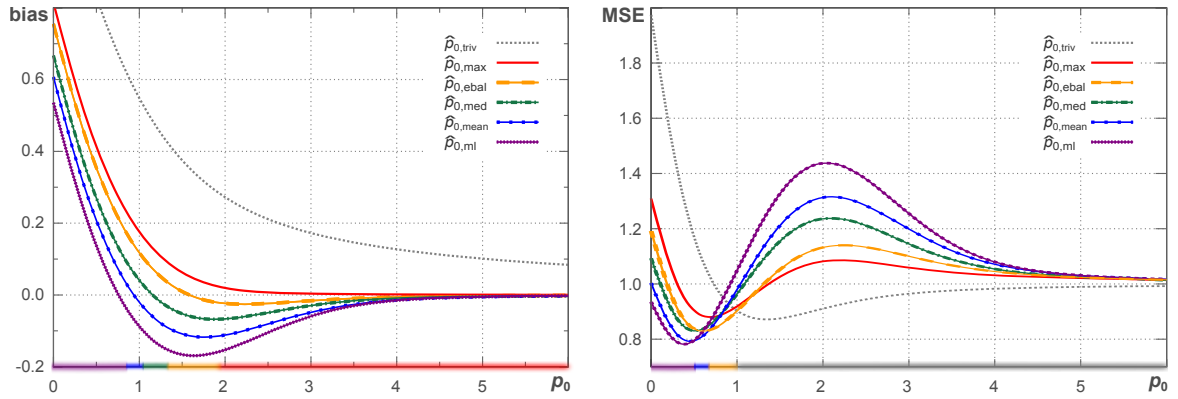 bias
0.6
0.4
0.2
0.0
-0.2
0 1 2 3 4 5 p₀
p̂₀,triv
p̂₀,max
p̂₀,ebal
p̂₀,med
p̂₀,mean
p̂₀,ml
MSE
1.8
1.6
1.4
1.2
1.0
0.8
0 1 2 3 4 5 p₀
p̂₀,triv
p̂₀,max
p̂₀,ebal
p̂₀,med
p̂₀,mean
p̂₀,ml